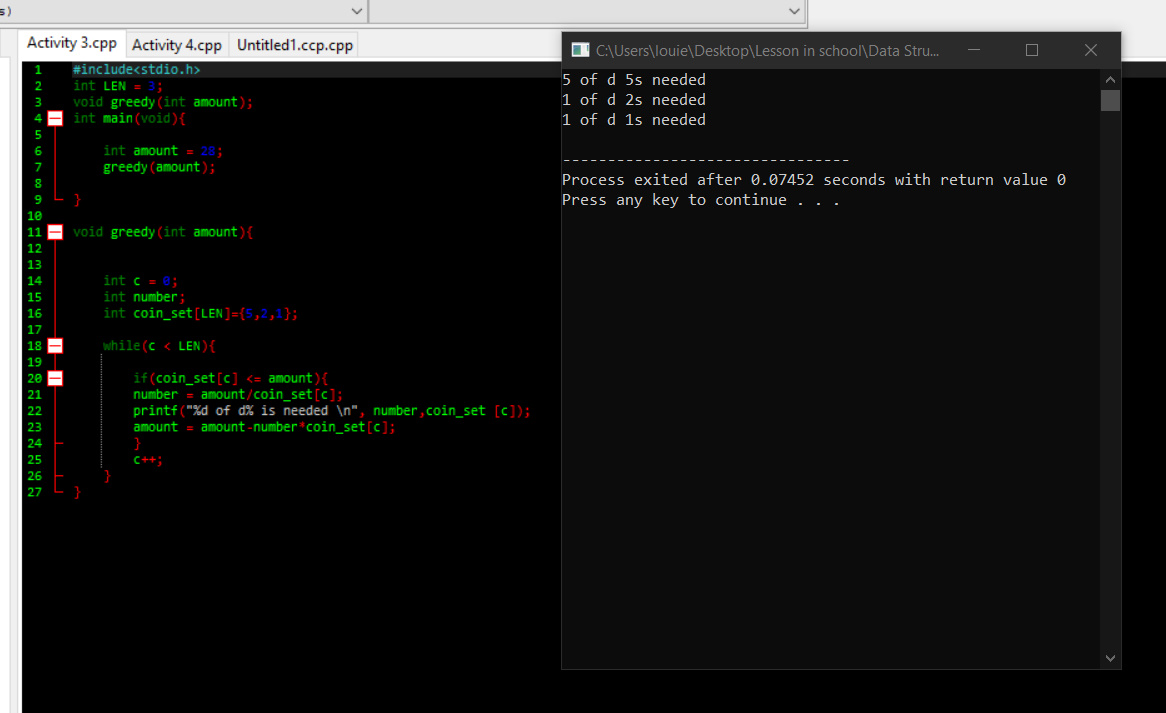 s)
Activity 3.cpp Activity 4.cpp Untitled1.ccp.cpp
1 #include<stdio.h>
2 int LEN = 3;
3 void greedy(int amount);
4 int main(void){
5
6 int amount = 28;
7 greedy(amount);
8
9 }
10
11 void greedy(int amount){
12
13
14 int c = 0;
15 int number;
16 int coin_set[LEN]={5,2,1};
17
18 while(c < LEN){
19
20 if(coin_set[c] <= amount){
21 number = amount/coin_set[c];
22 printf("%d of d% is needed \n", number,coin_set [c]);
23 amount = amount-number*coin_set[c];
24 }
25 c++;
26 }
27 }
C:\Users\louie\Desktop\Lesson in school\Data Stru...
5 of d 5s needed
1 of d 2s needed
1 of d 1s needed
--------------------------------
Process exited after 0.07452 seconds with return value 0
Press any key to continue . . .